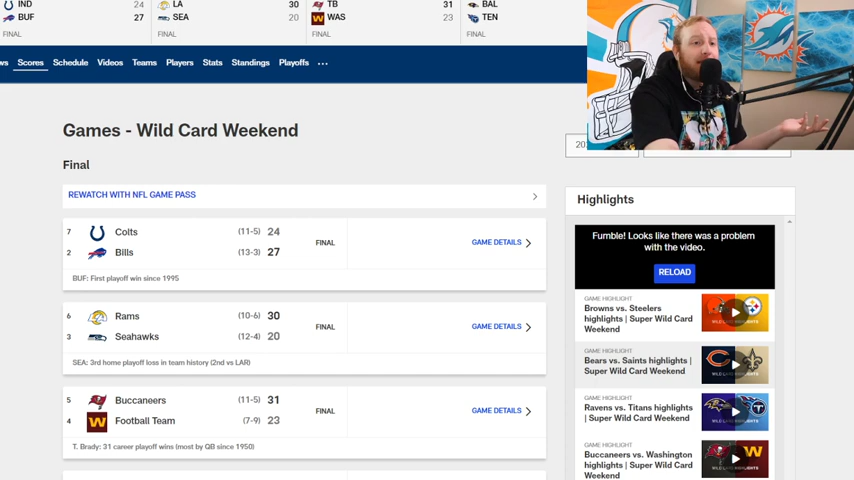 IND 24
BUF 27
FINAL
LA 30
SEA 20
FINAL
TB 31
WAS 23
FINAL
BAL
TEN
FINAL
ws Scores Schedule Videos Teams Players Stats Standings Playoffs ...
Games - Wild Card Weekend
Final
REWATCH WITH NFL GAME PASS
7 Colts (11-5) 24
2 Bills (13-3) 27
FINAL
GAME DETAILS
BUF: First playoff win since 1995
6 Rams (10-6) 30
3 Seahawks (12-4) 20
FINAL
GAME DETAILS
SEA: 3rd home playoff loss in team history (2nd vs LAR)
5 Buccaneers (11-5) 31
4 Football Team (7-9) 23
FINAL
GAME DETAILS
T. Brady: 31 career playoff wins (most by QB since 1950)
Highlights
Fumble! Looks like there was a problem
with the video.
RELOAD
GAME HIGHLIGHT
Browns vs. Steelers
highlights | Super Wild Card
Weekend
GAME HIGHLIGHT
Bears vs. Saints highlights |
Super Wild Card Weekend
GAME HIGHLIGHT
Ravens vs. Titans highlights
| Super Wild Card Weekend
GAME HIGHLIGHT
Buccaneers vs. Washington
highlights | Super Wild Card
Weekend